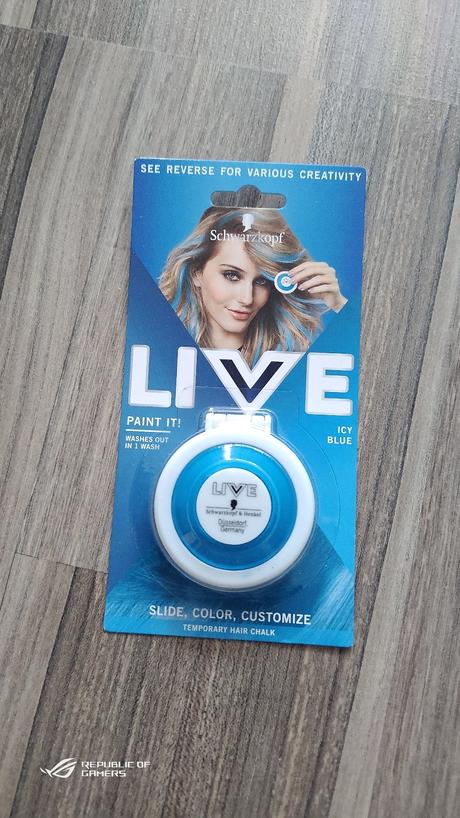 SEE REVERSE FOR VARIOUS CREATIVITY
Schwarzkopf
LIVE
PAINT IT!
WASHES OUT
IN 1 WASH
ICY
BLUE
LIVE
Schwarzkopf & Henkel
Düsseldorf
Germany
SLIDE, COLOR, CUSTOMIZE
TEMPORARY HAIR CHALK
REPUBLIC OF
GAMERS